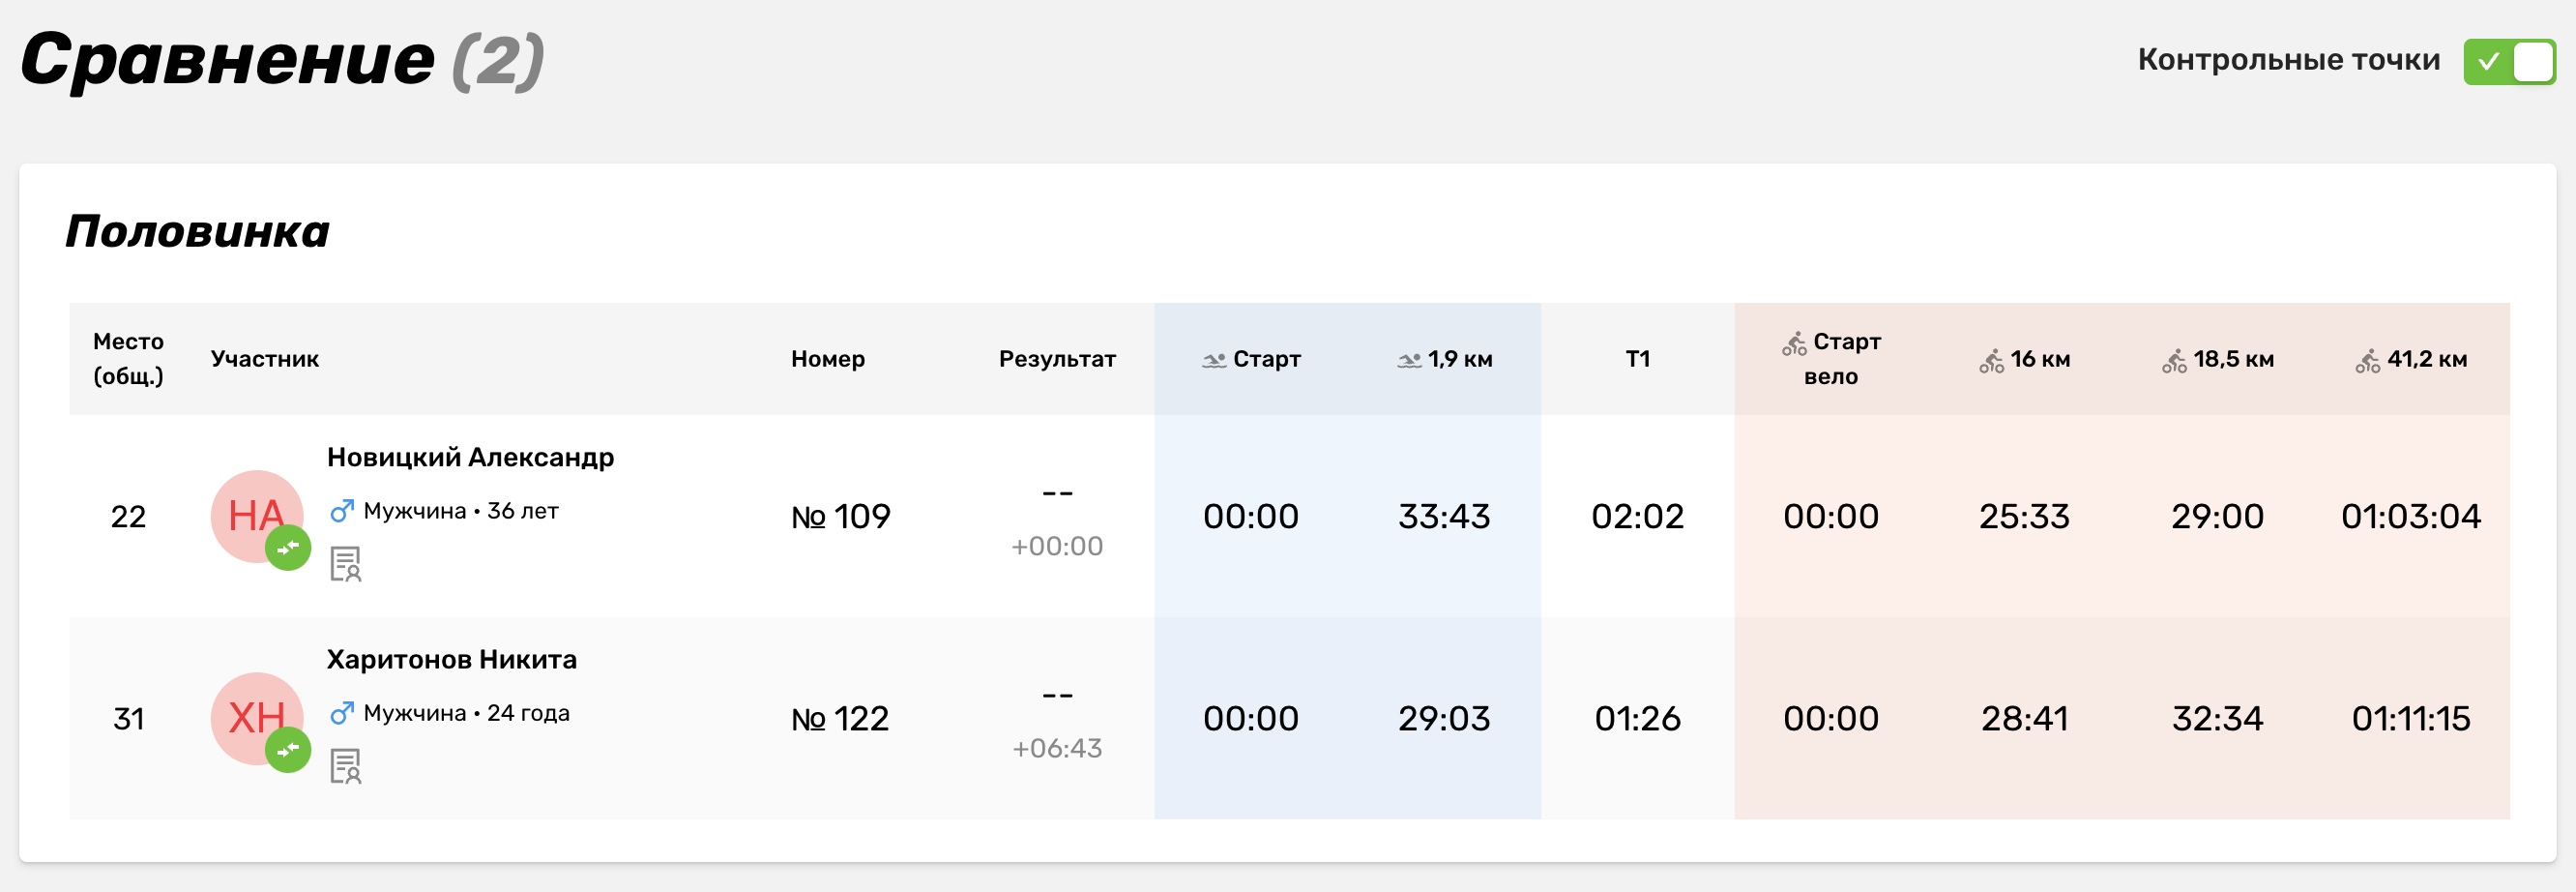 Сравнение (2)
Контрольные точки
Половинка
Место (общ.) Участник Номер Результат Старт 1,9 км T1 Старт вело 16 км 18,5 км 41,2 км
Новицкий Александр
22 НА Мужчина • 36 лет № 109 -- 00:00 33:43 02:02 00:00 25:33 29:00 01:03:04
+00:00
Харитонов Никита
31 ХН Мужчина • 24 года № 122 -- 00:00 29:03 01:26 00:00 28:41 32:34 01:11:15
+06:43